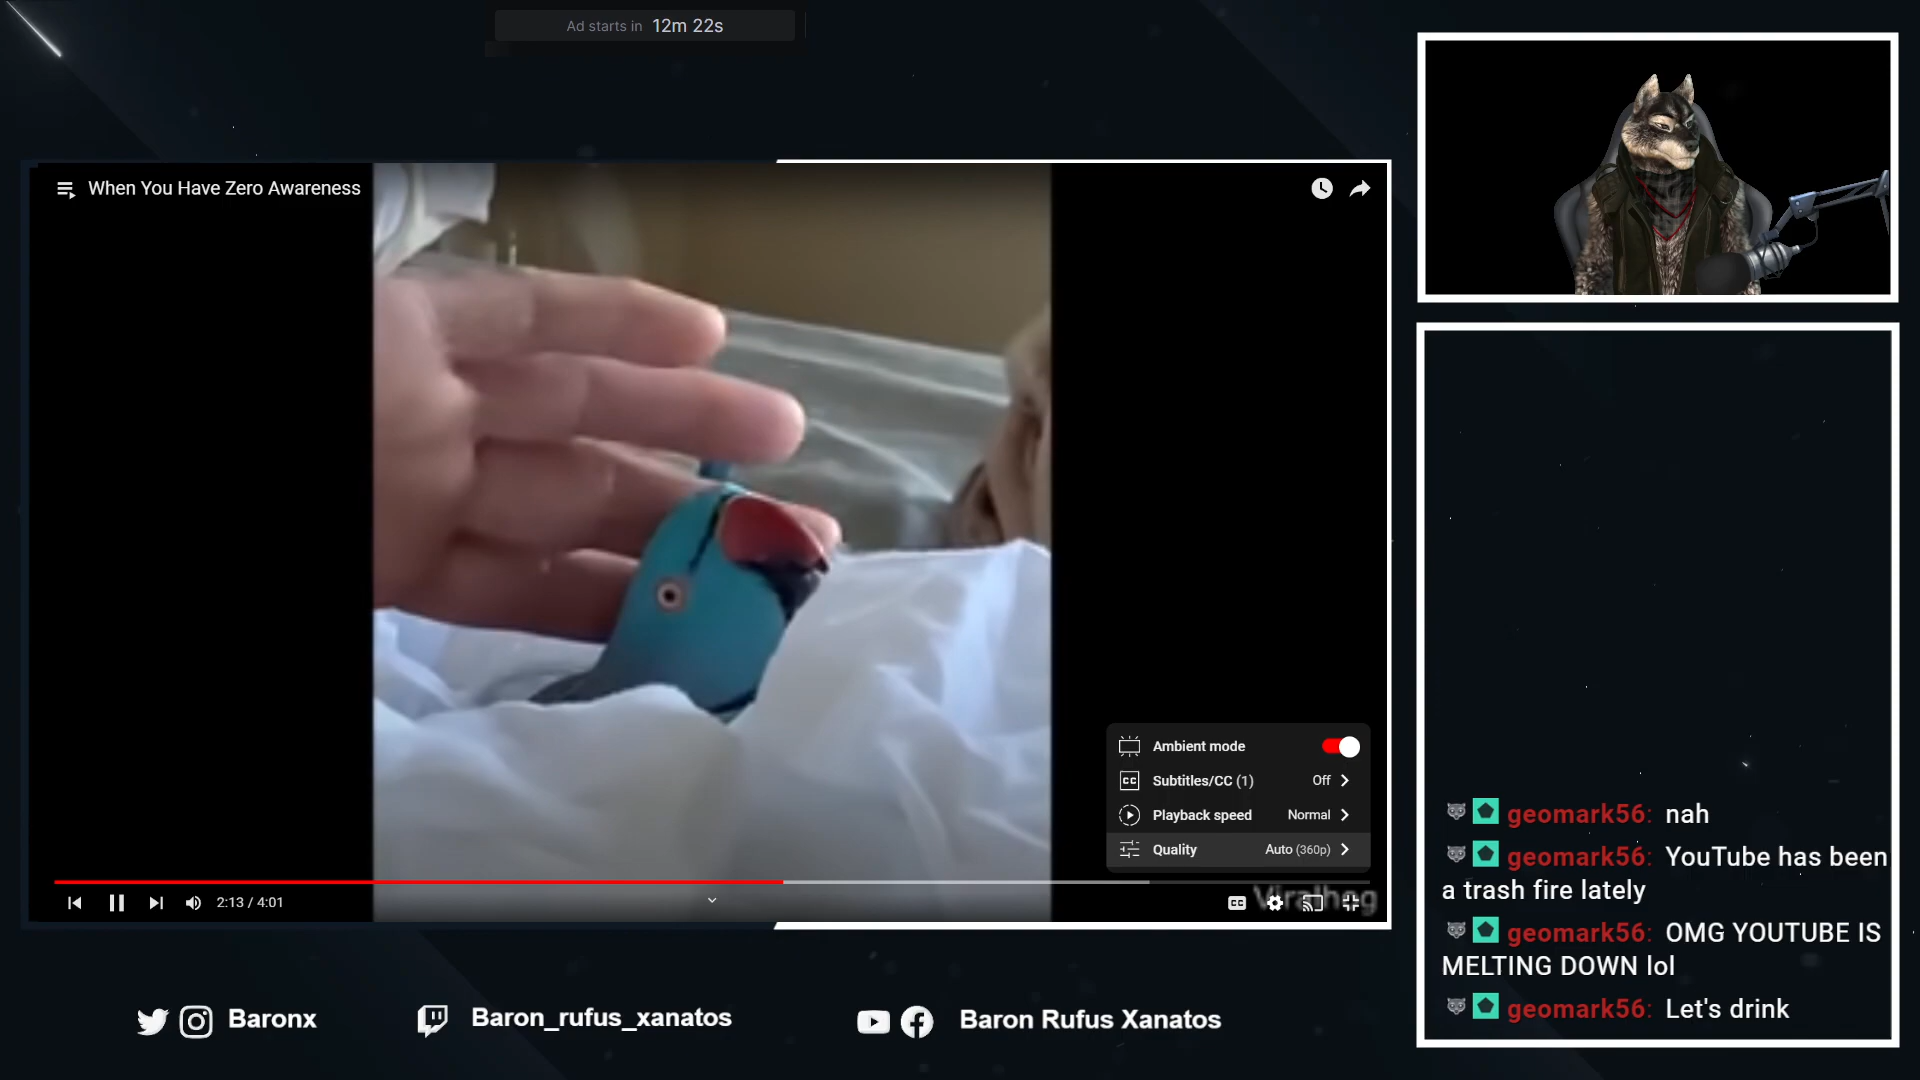 Ad starts in 12m 22s
When You Have Zero Awareness
Ambient mode
Subtitles/CC (1) Off
Playback speed Normal
Quality Auto (360p)
2:13 / 4:01
Viralhog
geomark56: nah
geomark56: YouTube has been
a trash fire lately
geomark56: OMG YOUTUBE IS
MELTING DOWN lol
geomark56: Let's drink
Baronx
Baron_rufus_xanatos
Baron Rufus Xanatos